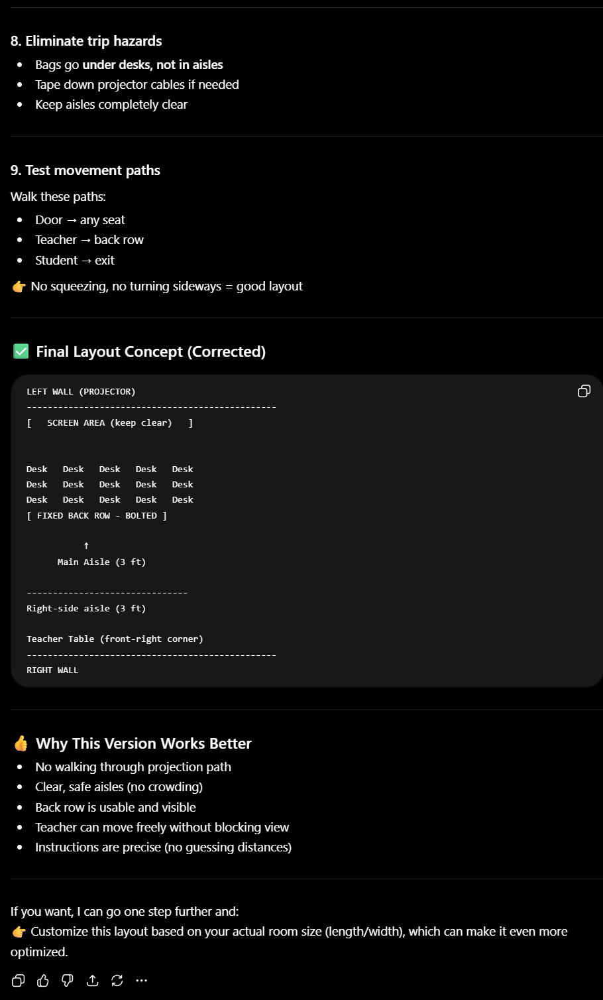 8. Eliminate trip hazards
• Bags go under desks, not in aisles
• Tape down projector cables if needed
• Keep aisles completely clear
9. Test movement paths
Walk these paths:
• Door → any seat
• Teacher → back row
• Student → exit
👉 No squeezing, no turning sideways = good layout
✅ Final Layout Concept (Corrected)
LEFT WALL (PROJECTOR)
------------------------------------------------
[   SCREEN AREA (keep clear)   ]
Desk   Desk   Desk   Desk   Desk
Desk   Desk   Desk   Desk   Desk
Desk   Desk   Desk   Desk   Desk
[ FIXED BACK ROW - BOLTED ]
↑
Main Aisle (3 ft)
-------------------------------
Right-side aisle (3 ft)
Teacher Table (front-right corner)
------------------------------------------------
RIGHT WALL
👍 Why This Version Works Better
• No walking through projection path
• Clear, safe aisles (no crowding)
• Back row is usable and visible
• Teacher can move freely without blocking view
• Instructions are precise (no guessing distances)
If you want, I can go one step further and:
👉 Customize this layout based on your actual room size (length/width), which can make it even more
optimized.